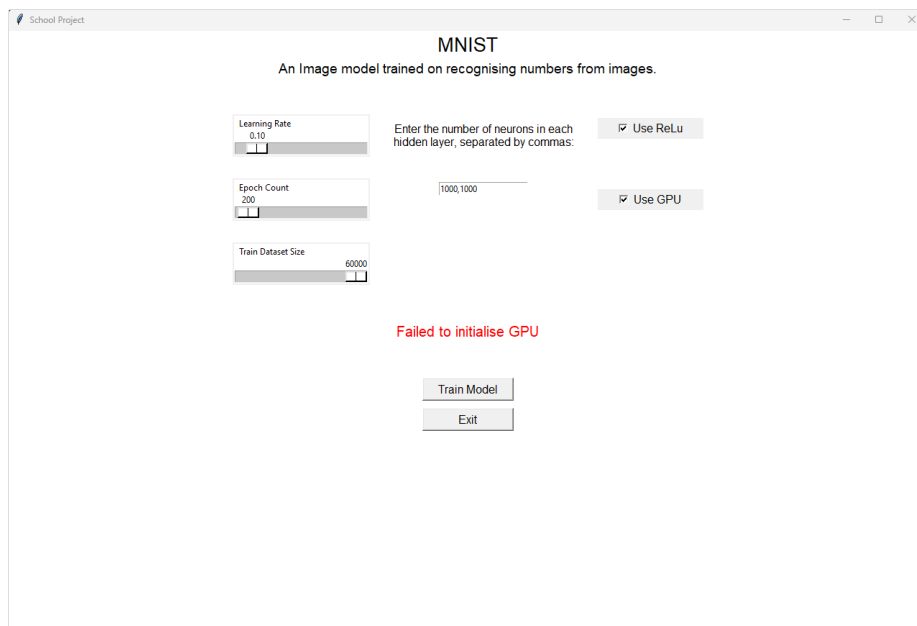 School Project
MNIST
An Image model trained on recognising numbers from images.
Learning Rate
0.10
Enter the number of neurons in each
hidden layer, separated by commas:
Use ReLu
Epoch Count
200
1000,1000
Use GPU
Train Dataset Size
60000
Failed to initialise GPU
Train Model
Exit